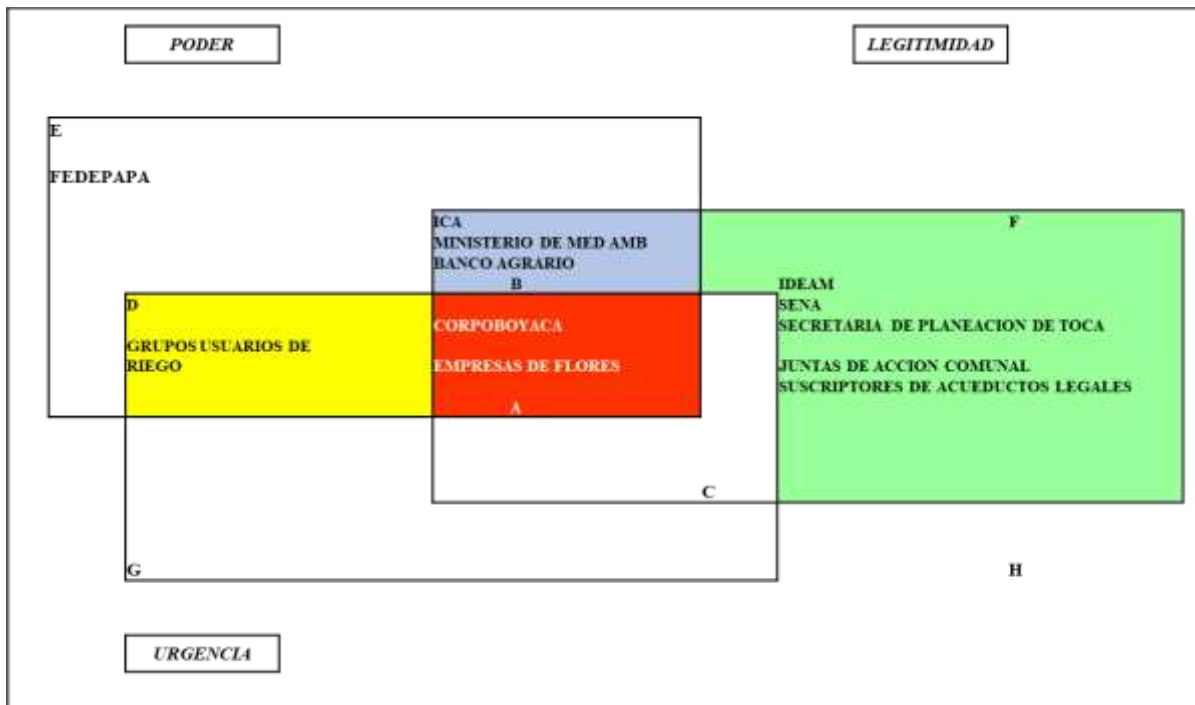 PODER
LEGITIMIDAD
E
FEDEPAPA
ICA
MINISTERIO DE MED AMB
BANCO AGRARIO
B
F
IDEAM
SENA
SECRETARIA DE PLANEACION DE TOCA
JUNTAS DE ACCION COMUNAL
SUSCRIPTORES DE ACUEDUCTOS LEGALES
D
GRUPOS USUARIOS DE
RIEGO
CORPOBOYACA
EMPRESAS DE FLORES
A
C
G
H
URGENCIA